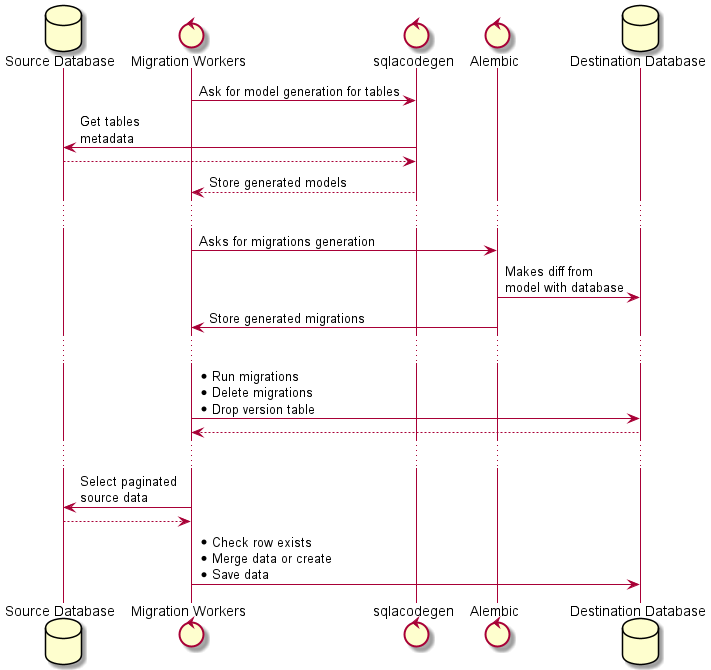 Source Database
Migration Workers
sqlacodegen
Alembic
Destination Database
Ask for model generation for tables
Get tables
metadata
Store generated models
Asks for migrations generation
Makes diff from
model with database
Store generated migrations
• Run migrations
• Delete migrations
• Drop version table
Select paginated
source data
• Check row exists
• Merge data or create
• Save data
Source Database
Migration Workers
sqlacodegen
Alembic
Destination Database